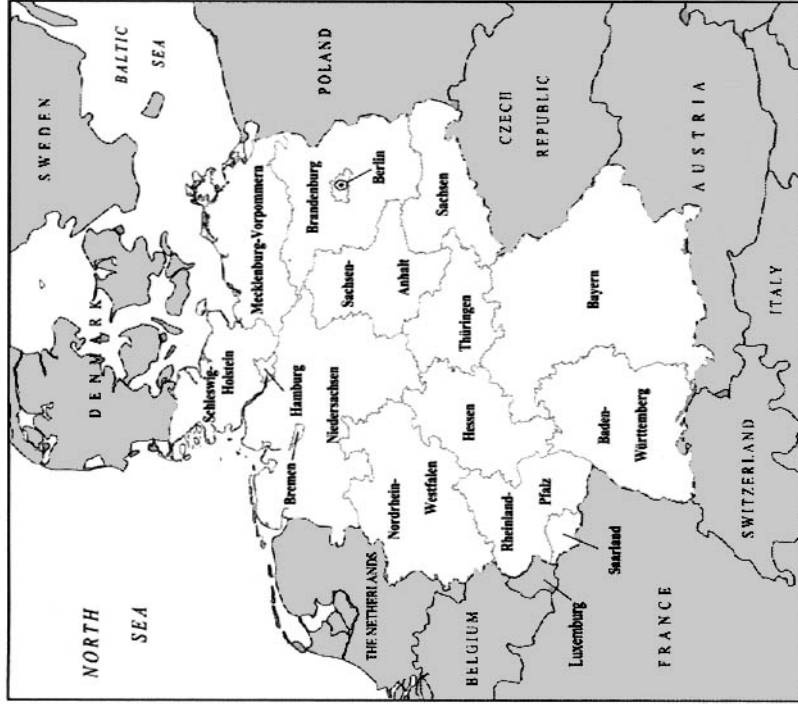 NORTH
SEA
SWEDEN
BALTIC
SEA
DENMARK
Schleswig-
Holstein
Hamburg
Bremen
Niedersachsen
Mecklenburg-Vorpommern
Brandenburg
Berlin
POLAND
Sachsen-
Anhalt
Sachsen
THE NETHERLANDS
Nordrhein-
Westfalen
Hessen
Thüringen
BELGIUM
Rheinland-
Pfalz
Saarland
Luxemburg
CZECH
REPUBLIC
FRANCE
Baden-
Württemberg
Bayern
AUSTRIA
SWITZERLAND
ITALY